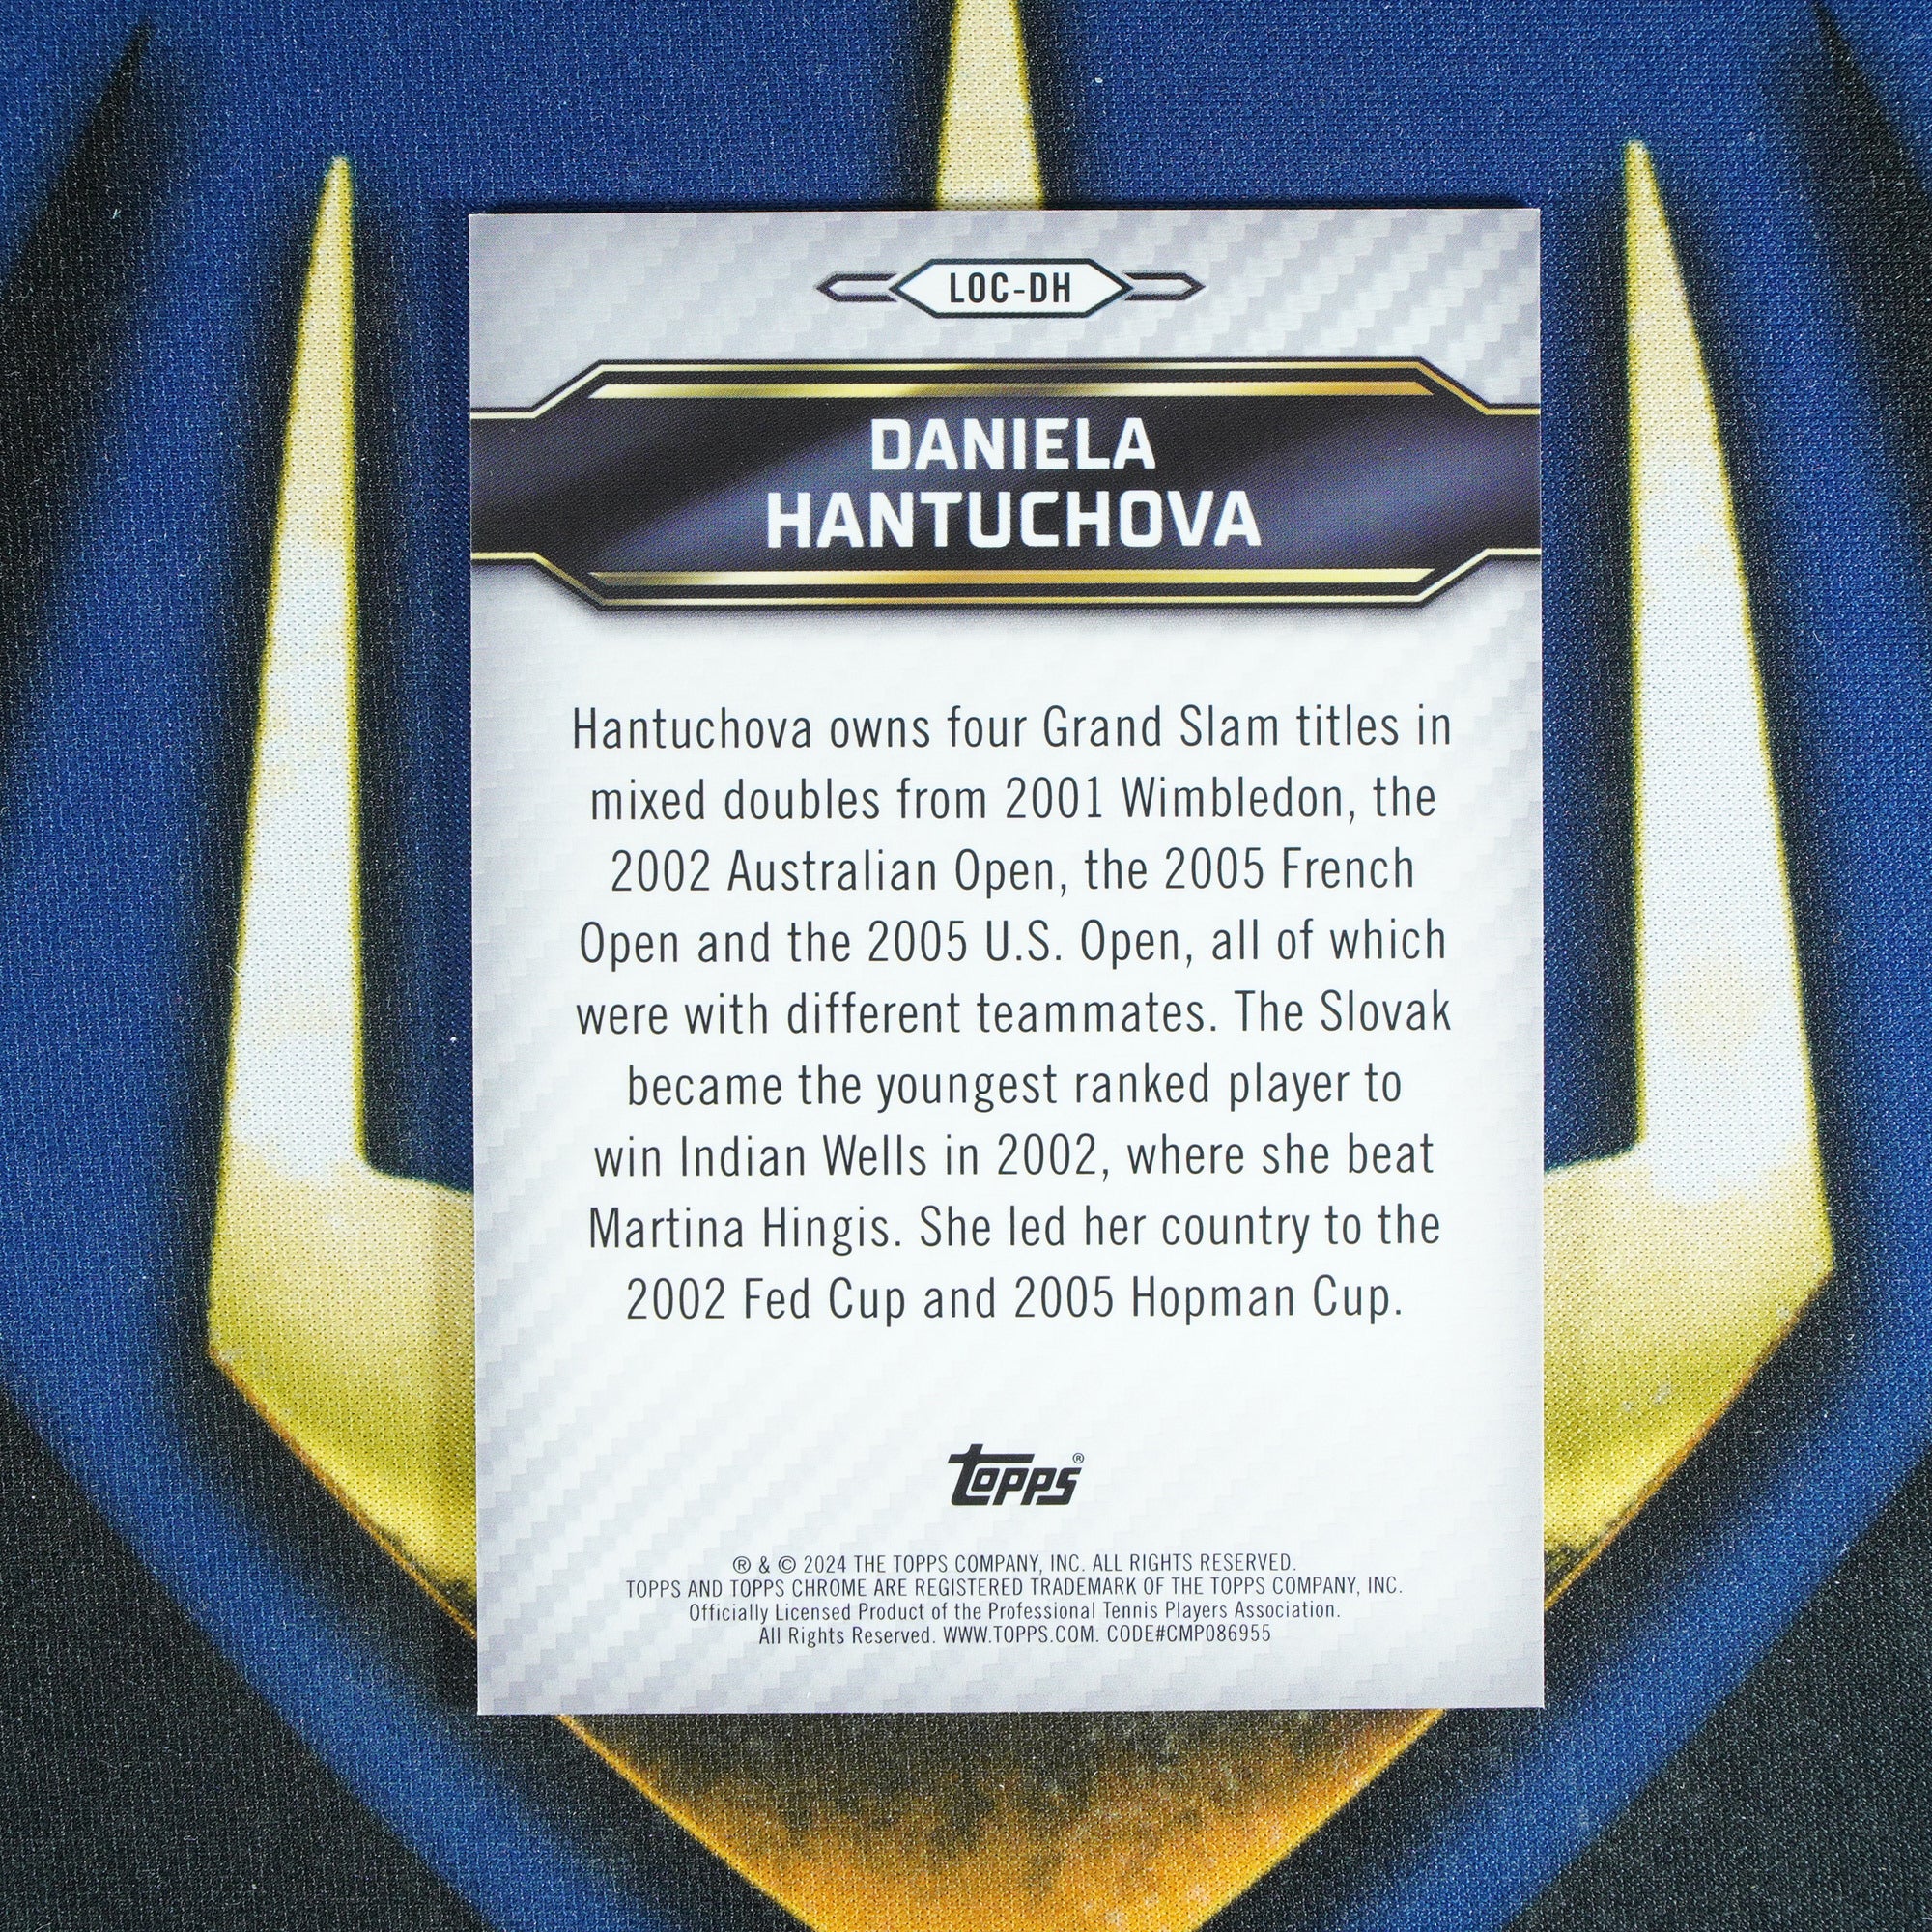 LOC-DH
DANIELA
HANTUCHOVA
Hantuchova owns four Grand Slam titles in
mixed doubles from 2001 Wimbledon, the
2002 Australian Open, the 2005 French
Open and the 2005 U.S. Open, all of which
were with different teammates. The Slovak
became the youngest ranked player to
win Indian Wells in 2002, where she beat
Martina Hingis. She led her country to the
2002 Fed Cup and 2005 Hopman Cup.
topps®
® & © 2024 THE TOPPS COMPANY, INC. ALL RIGHTS RESERVED.
TOPPS AND TOPPS CHROME ARE REGISTERED TRADEMARK OF THE TOPPS COMPANY, INC.
Officially Licensed Product of the Professional Tennis Players Association.
All Rights Reserved. WWW.TOPPS.COM. CODE#CMP086955